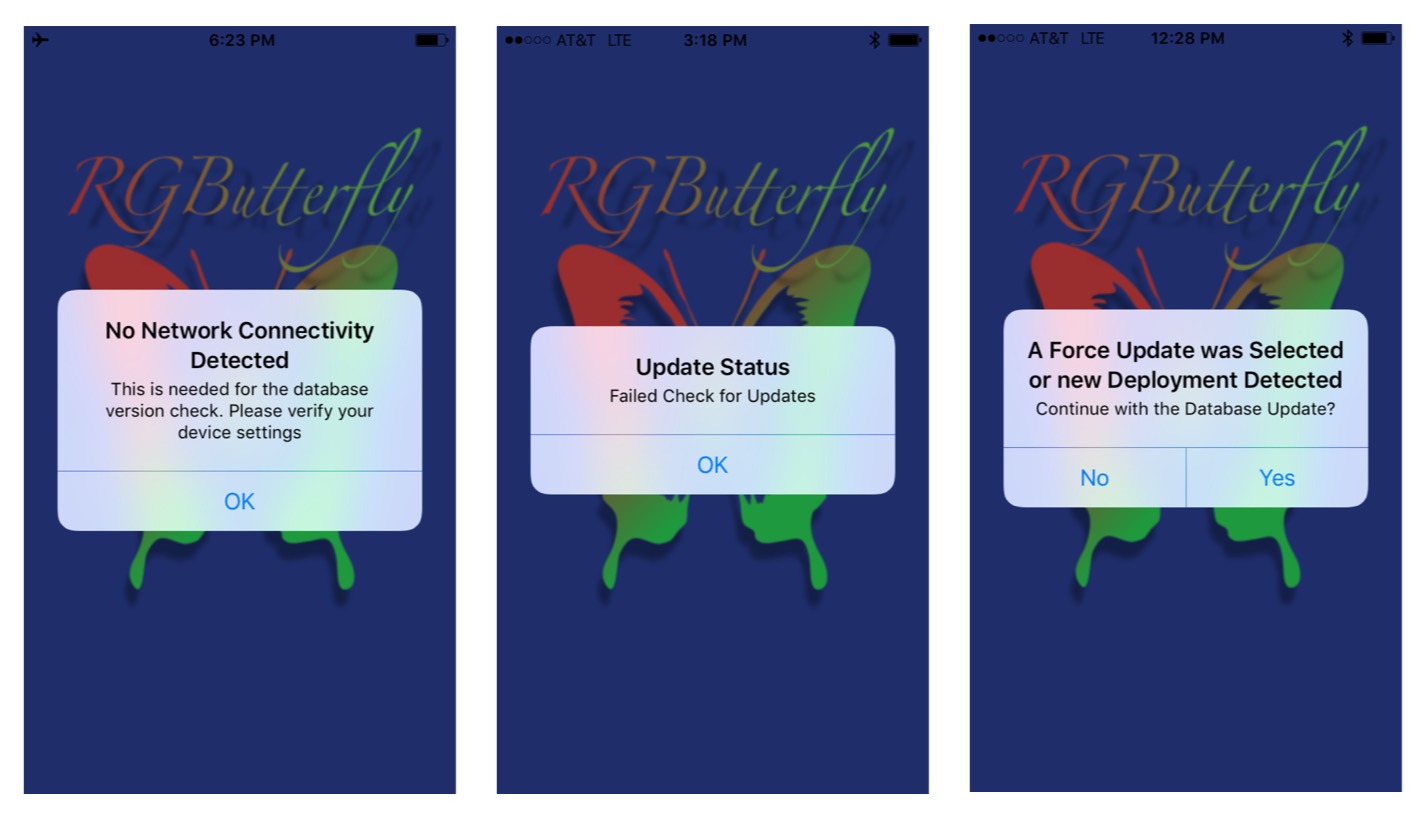 6:23 PM
RGButterfly
No Network Connectivity
Detected
This is needed for the database
version check. Please verify your
device settings
OK
●●○○○ AT&T LTE 3:18 PM
RGButterfly
Update Status
Failed Check for Updates
OK
●●○○○ AT&T LTE 12:28 PM
RGButterfly
A Force Update was Selected
or new Deployment Detected
Continue with the Database Update?
No Yes